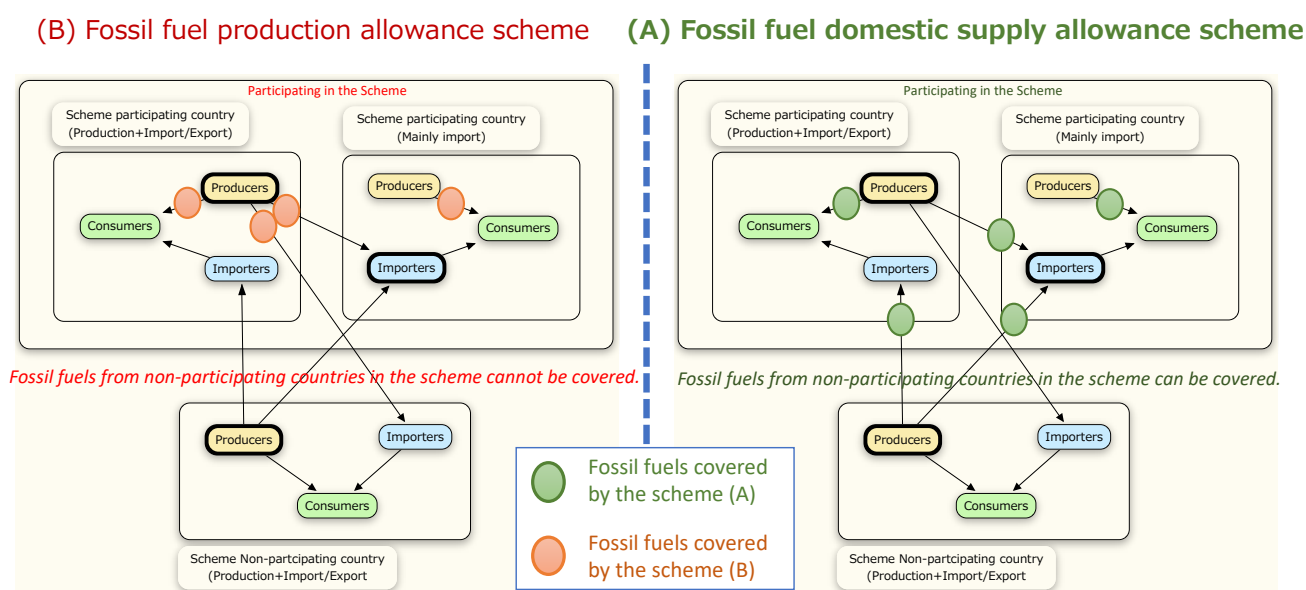 (B) Fossil fuel production allowance scheme
Participating in the Scheme
Scheme participating country
(Production+Import/Export)
Scheme participating country
(Mainly import)
Producers
Producers
Consumers
Consumers
Importers
Importers
Fossil fuels from non-participating countries in the scheme cannot be covered.
Producers
Importers
Consumers
Scheme Non-partcipating country
(Production+Import/Export
(A) Fossil fuel domestic supply allowance scheme
Participating in the Scheme
Scheme participating country
(Production+Import/Export)
Scheme participating country
(Mainly import)
Producers
Producers
Consumers
Consumers
Importers
Importers
Fossil fuels from non-participating countries in the scheme can be covered.
Producers
Importers
Consumers
Scheme Non-partcipating country
(Production+Import/Export
Fossil fuels covered
by the scheme (A)
Fossil fuels covered
by the scheme (B)